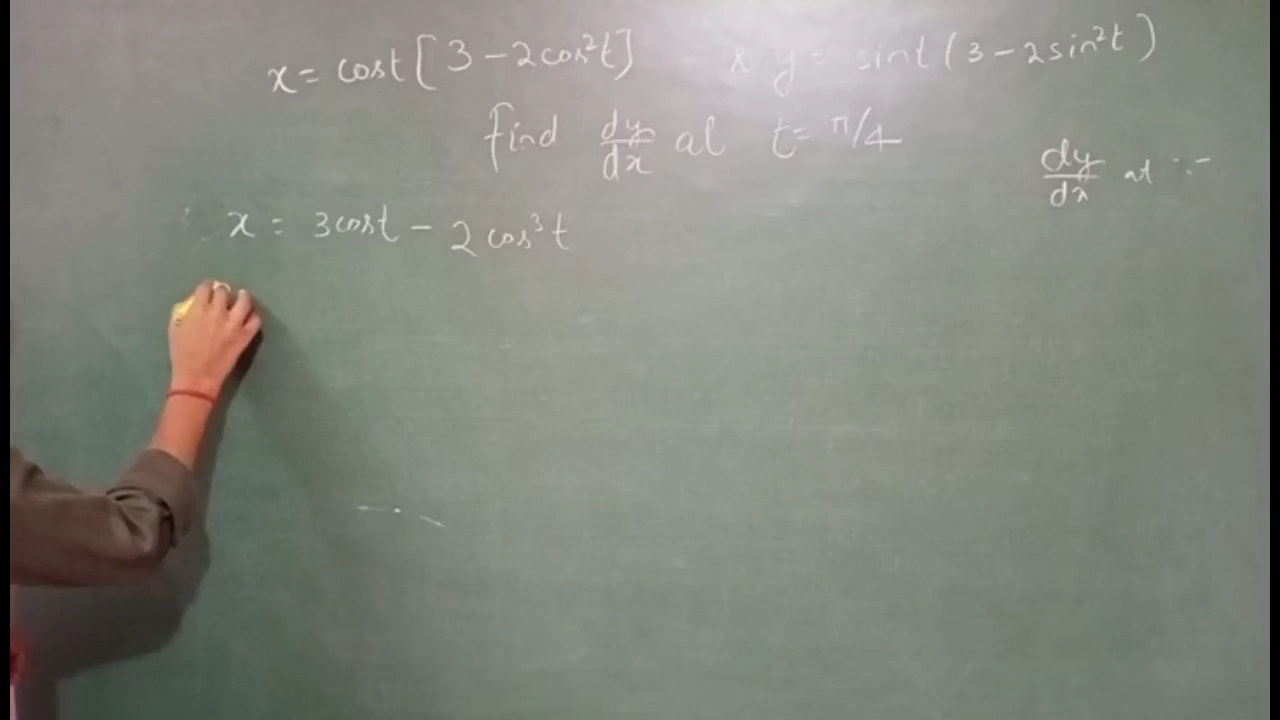 x = cost [3 - 2cos²t] & y = sint (3 - 2sin²t)
find dy/dx at t = π/4
dy/dx at :-
x = 3cost - 2cos³t